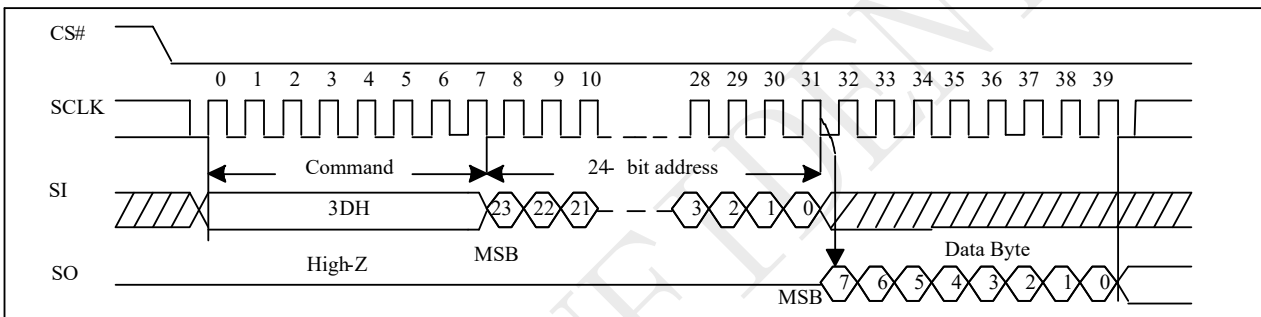 CS#
0 1 2 3 4 5 6 7 8 9 10 28 29 30 31 32 33 34 35 36 37 38 39
SCLK
Command 24- bit address
SI
3DH 23 22 21 3 2 1 0
High-Z MSB Data Byte
SO
MSB 7 6 5 4 3 2 1 0